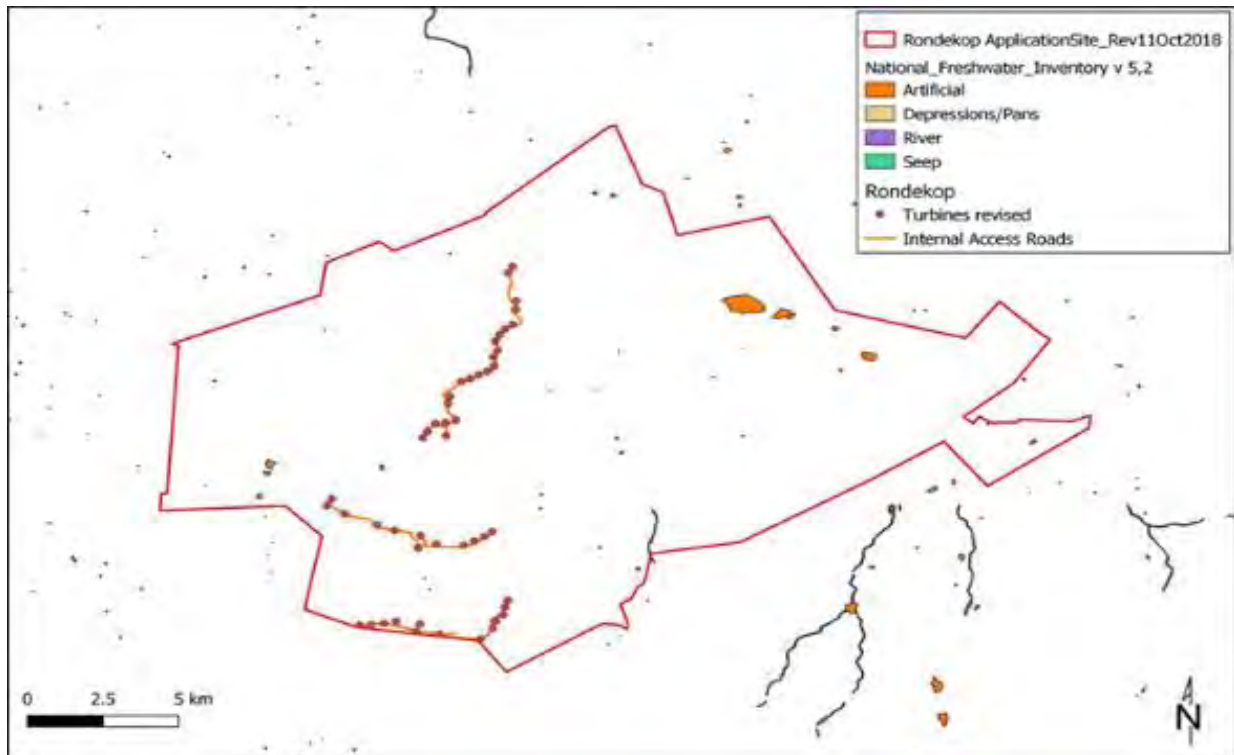 Rondekop ApplicationSite_Rev11Oct2018
National_Freshwater_Inventory v 5,2
Artificial
Depressions/Pans
River
Seep
Rondekop
Turbines revised
Internal Access Roads
0 2.5 5 km
N